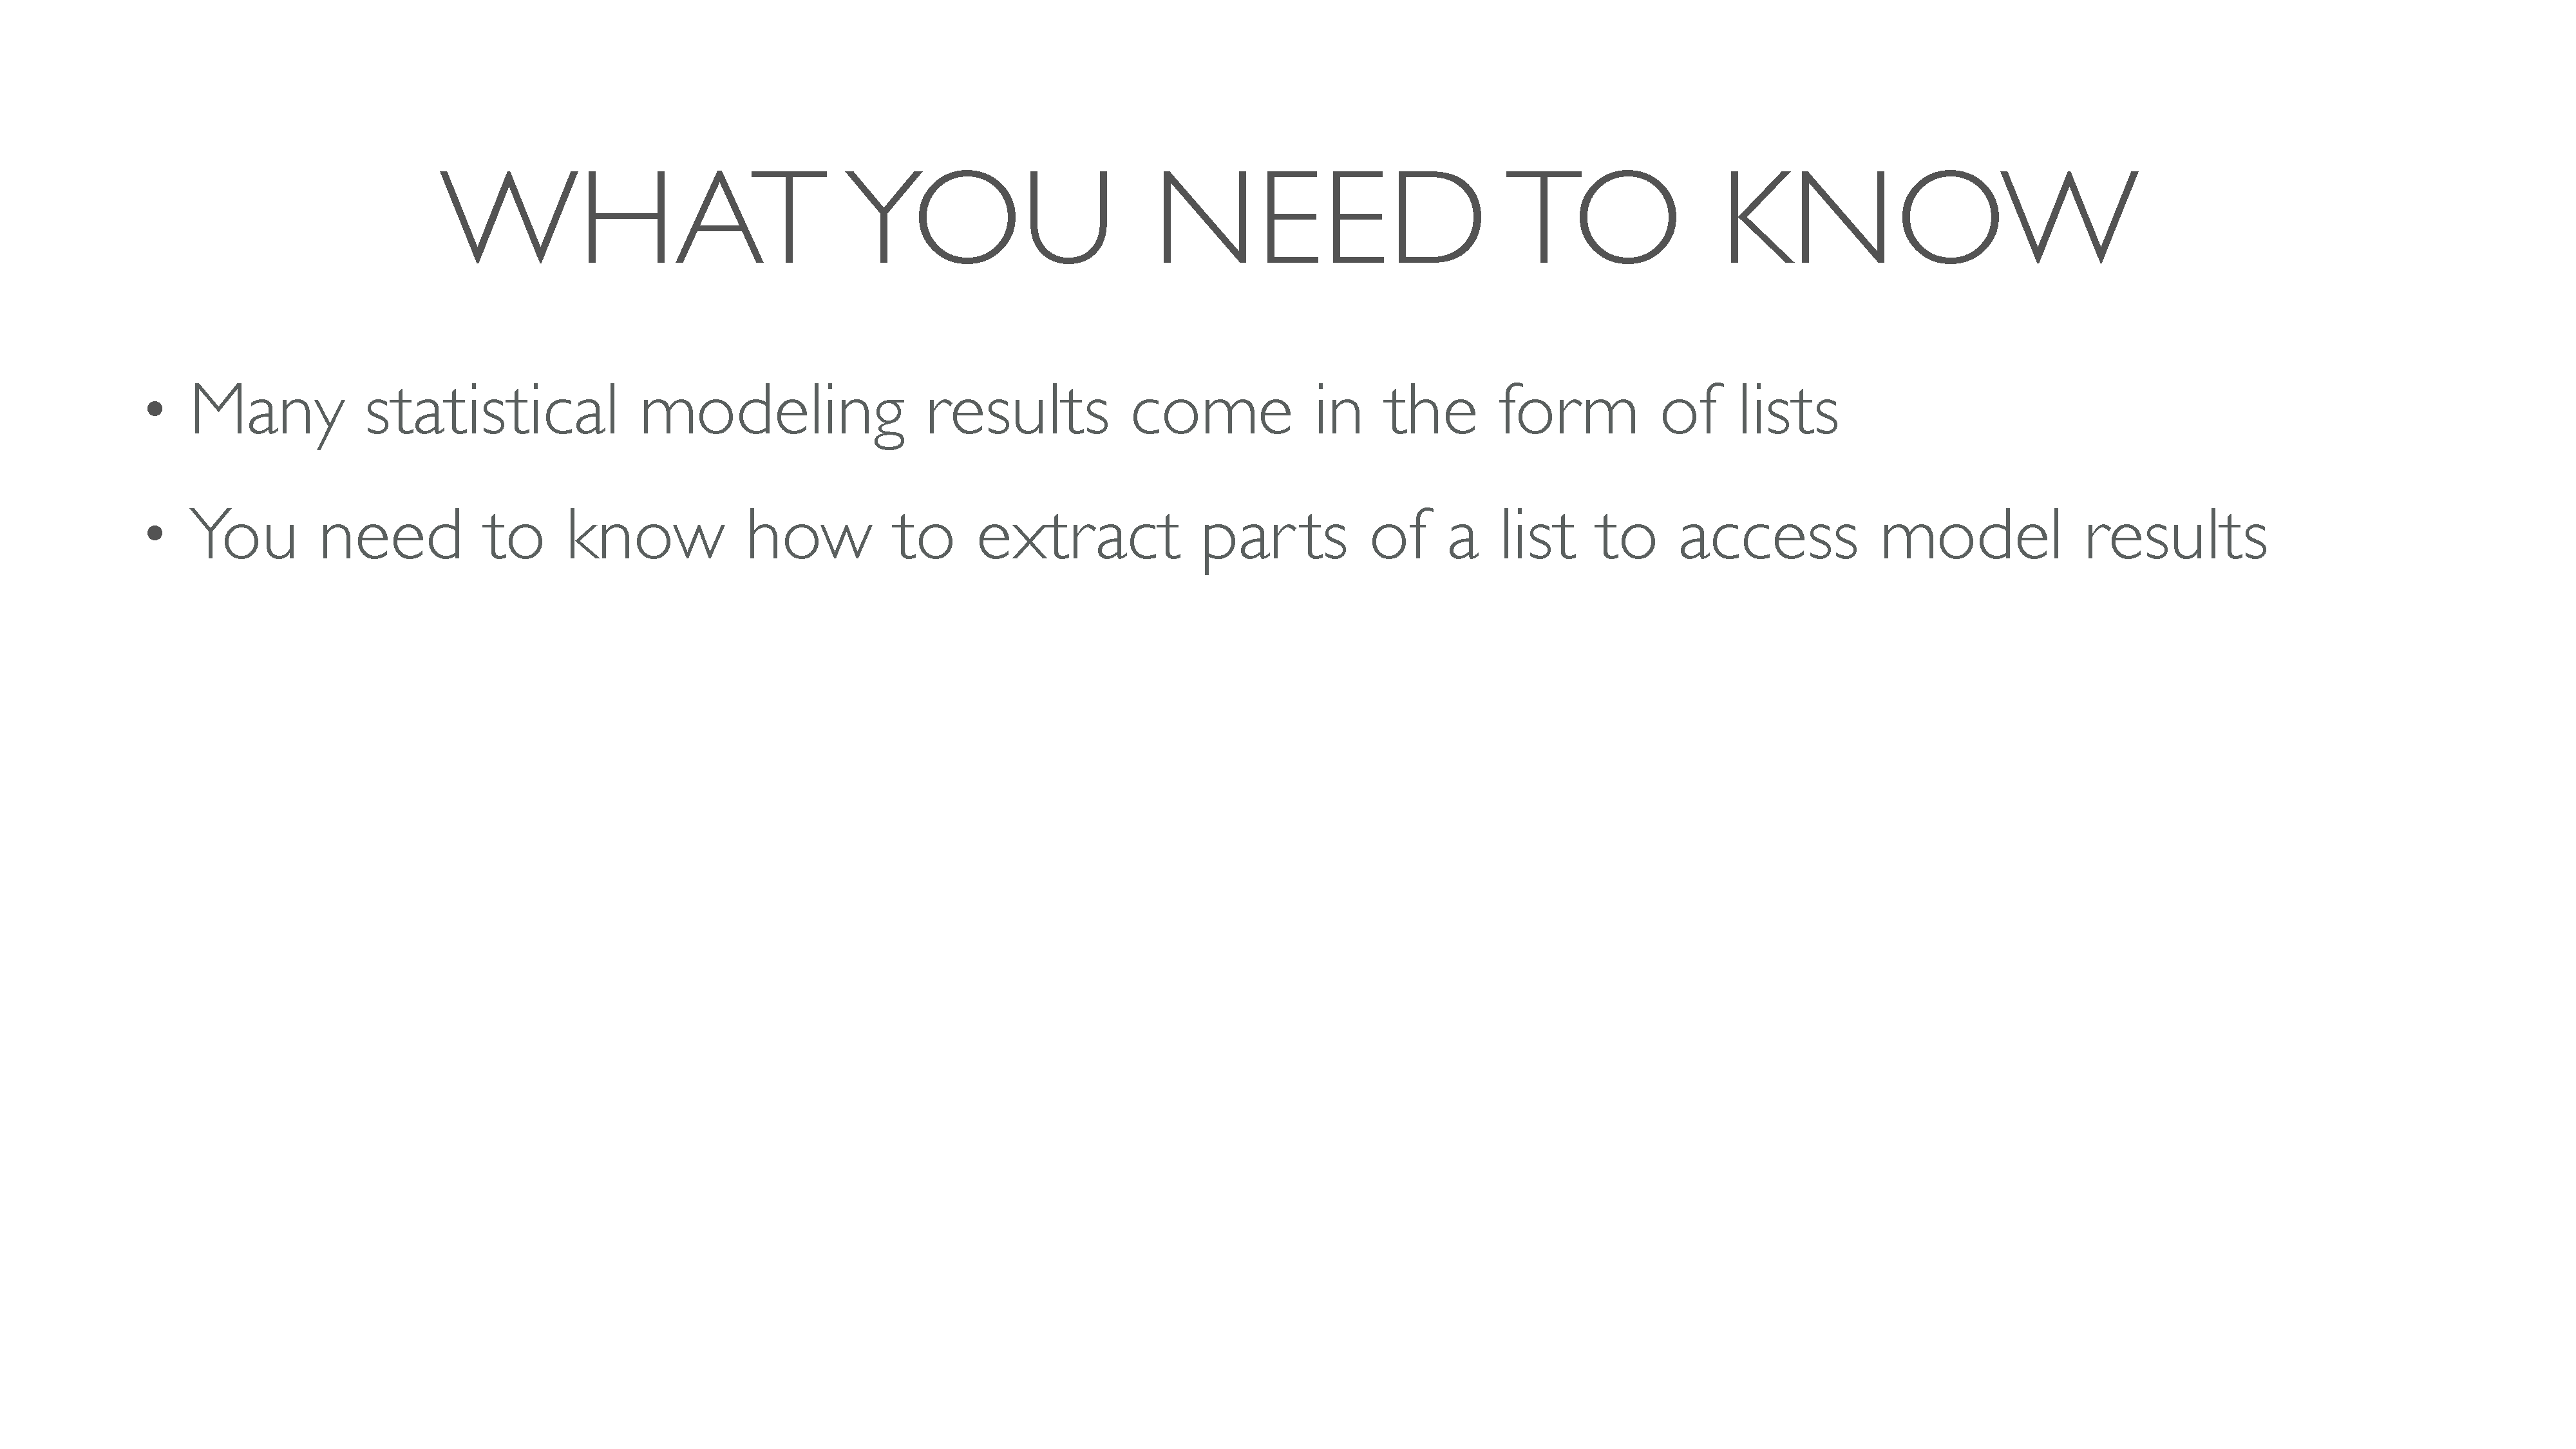 WHAT YOU NEED TO KNOW
• Many statistical modeling results come in the form of lists
• You need to know how to extract parts of a list to access model results